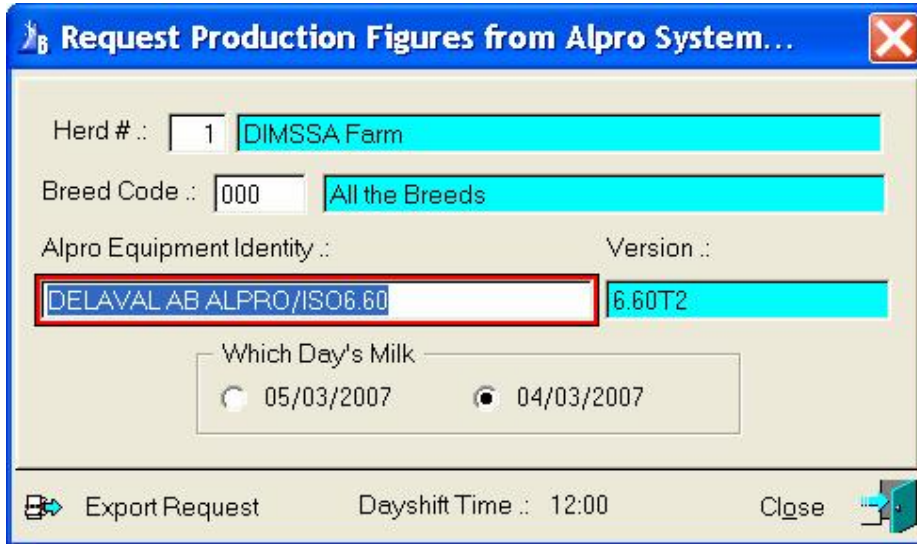 Request Production Figures from Alpro System...
Herd # .: 1 DIMSSA Farm
Breed Code .: 000 All the Breeds
Alpro Equipment Identity .: Version .:
DELAVAL AB ALPRO/ISO6.60 6.60T2
Which Day's Milk
05/03/2007 04/03/2007
Export Request Dayshift Time .: 12:00 Close